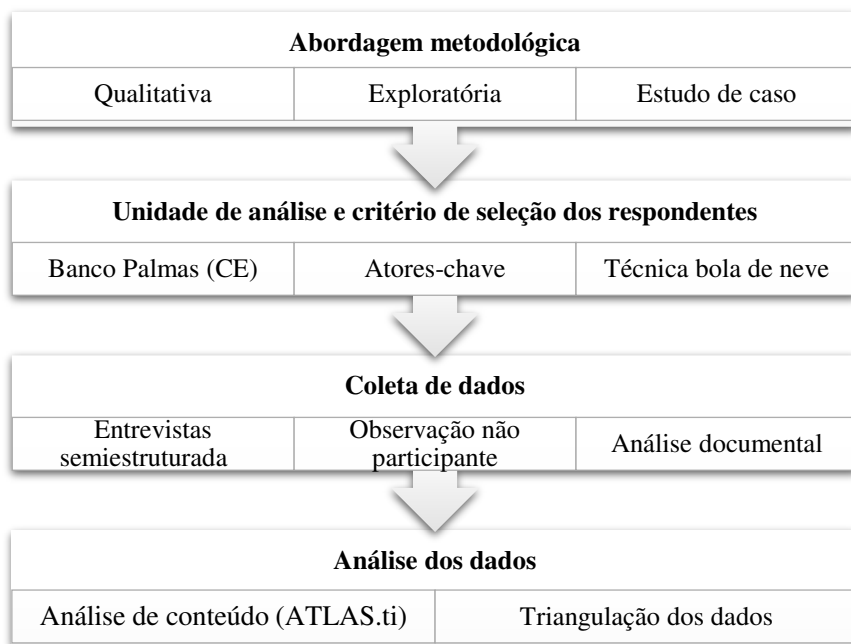 Abordagem metodológica
Qualitativa
Exploratória
Estudo de caso
Unidade de análise e critério de seleção dos respondentes
Banco Palmas (CE)
Atores-chave
Técnica bola de neve
Coleta de dados
Entrevistas
semiestruturada
Observação não
participante
Análise documental
Análise dos dados
Análise de conteúdo (ATLAS.ti)
Triangulação dos dados